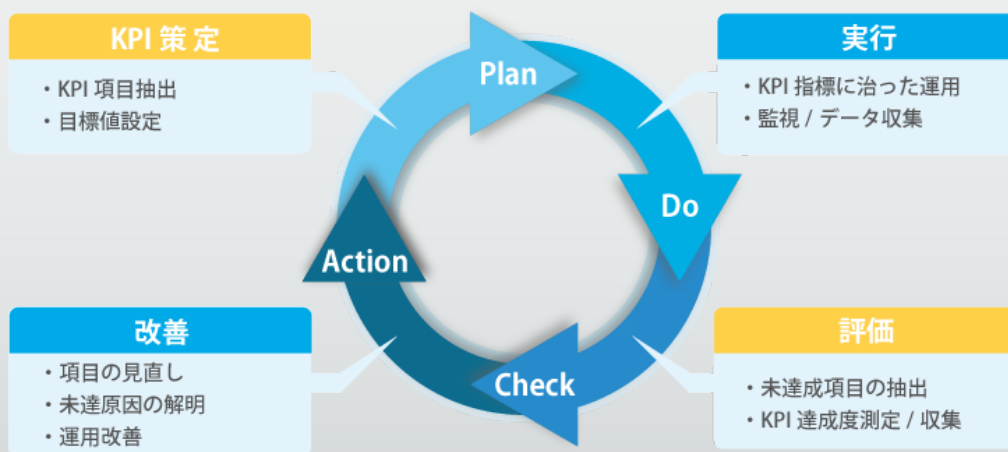 KPI 策 定
・KPI 項目抽出
・目標値設定
Plan
実行
・KPI 指標に治った運用
・監視 / データ収集
Do
Action
改善
・項目の見直し
・未達原因の解明
・運用改善
Check
評価
・未達成項目の抽出
・KPI 達成度測定 / 収集